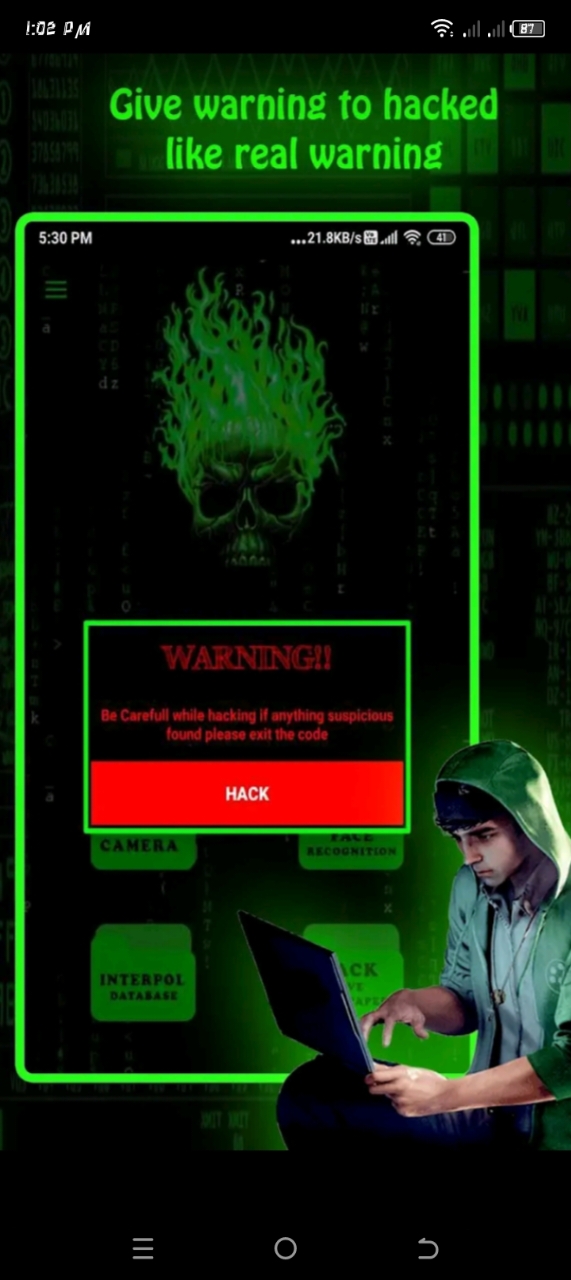 1:02 PM
87
Give warning to hacked
like real warning
5:30 PM
...21.8KB/s
41
WARNING!!
Be Carefull while hacking if anything suspicious
found please exit the code
HACK
CAMERA
RECOGNITION
INTERPOL
DATABASE